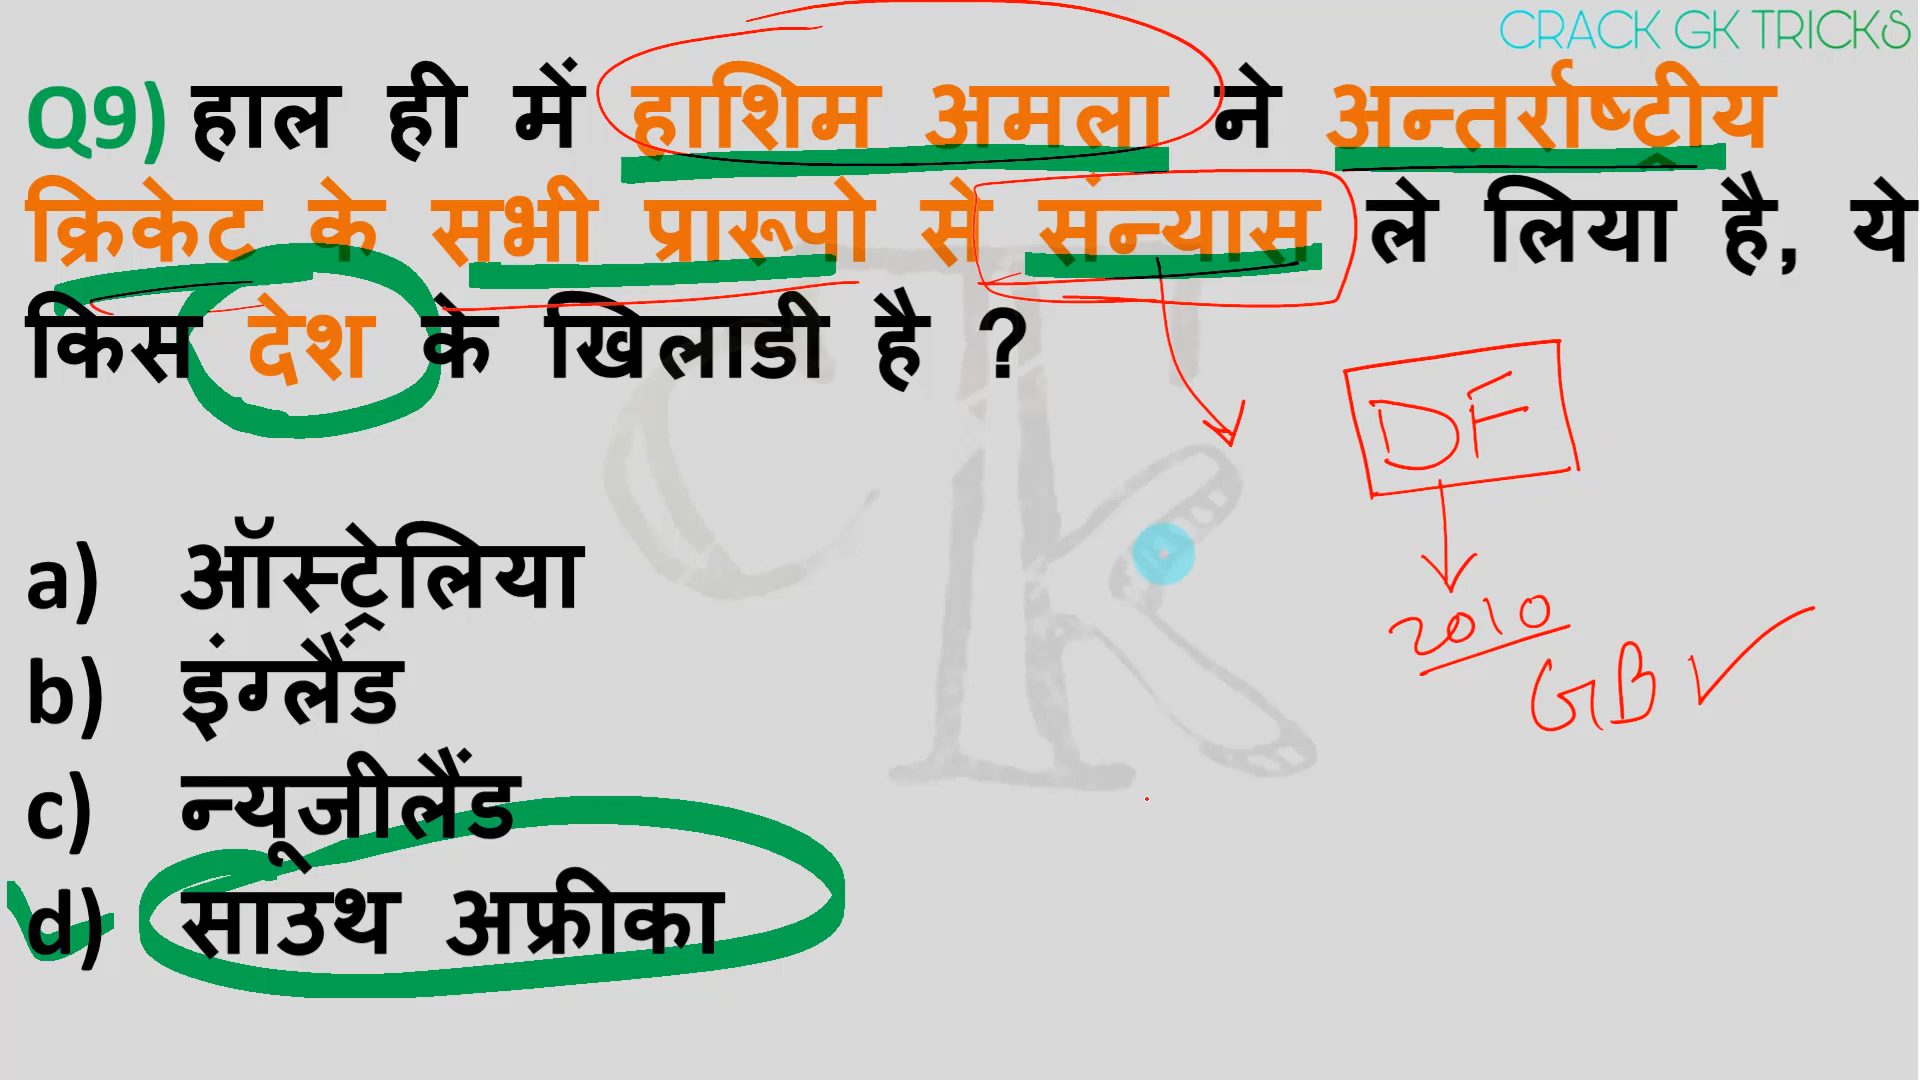 CRACK GK TRICKS
Q9) हाल ही में हाशिम अमला ने अन्तर्राष्ट्रीय
क्रिकेट के सभी प्रारूपो से संन्यास ले लिया है, ये
किस देश के खिलाडी है ?
DF
2010
GB
a) ऑस्ट्रेलिया
b) इंग्लैंड
c) न्यूजीलैंड
d) साउथ अफ्रीका